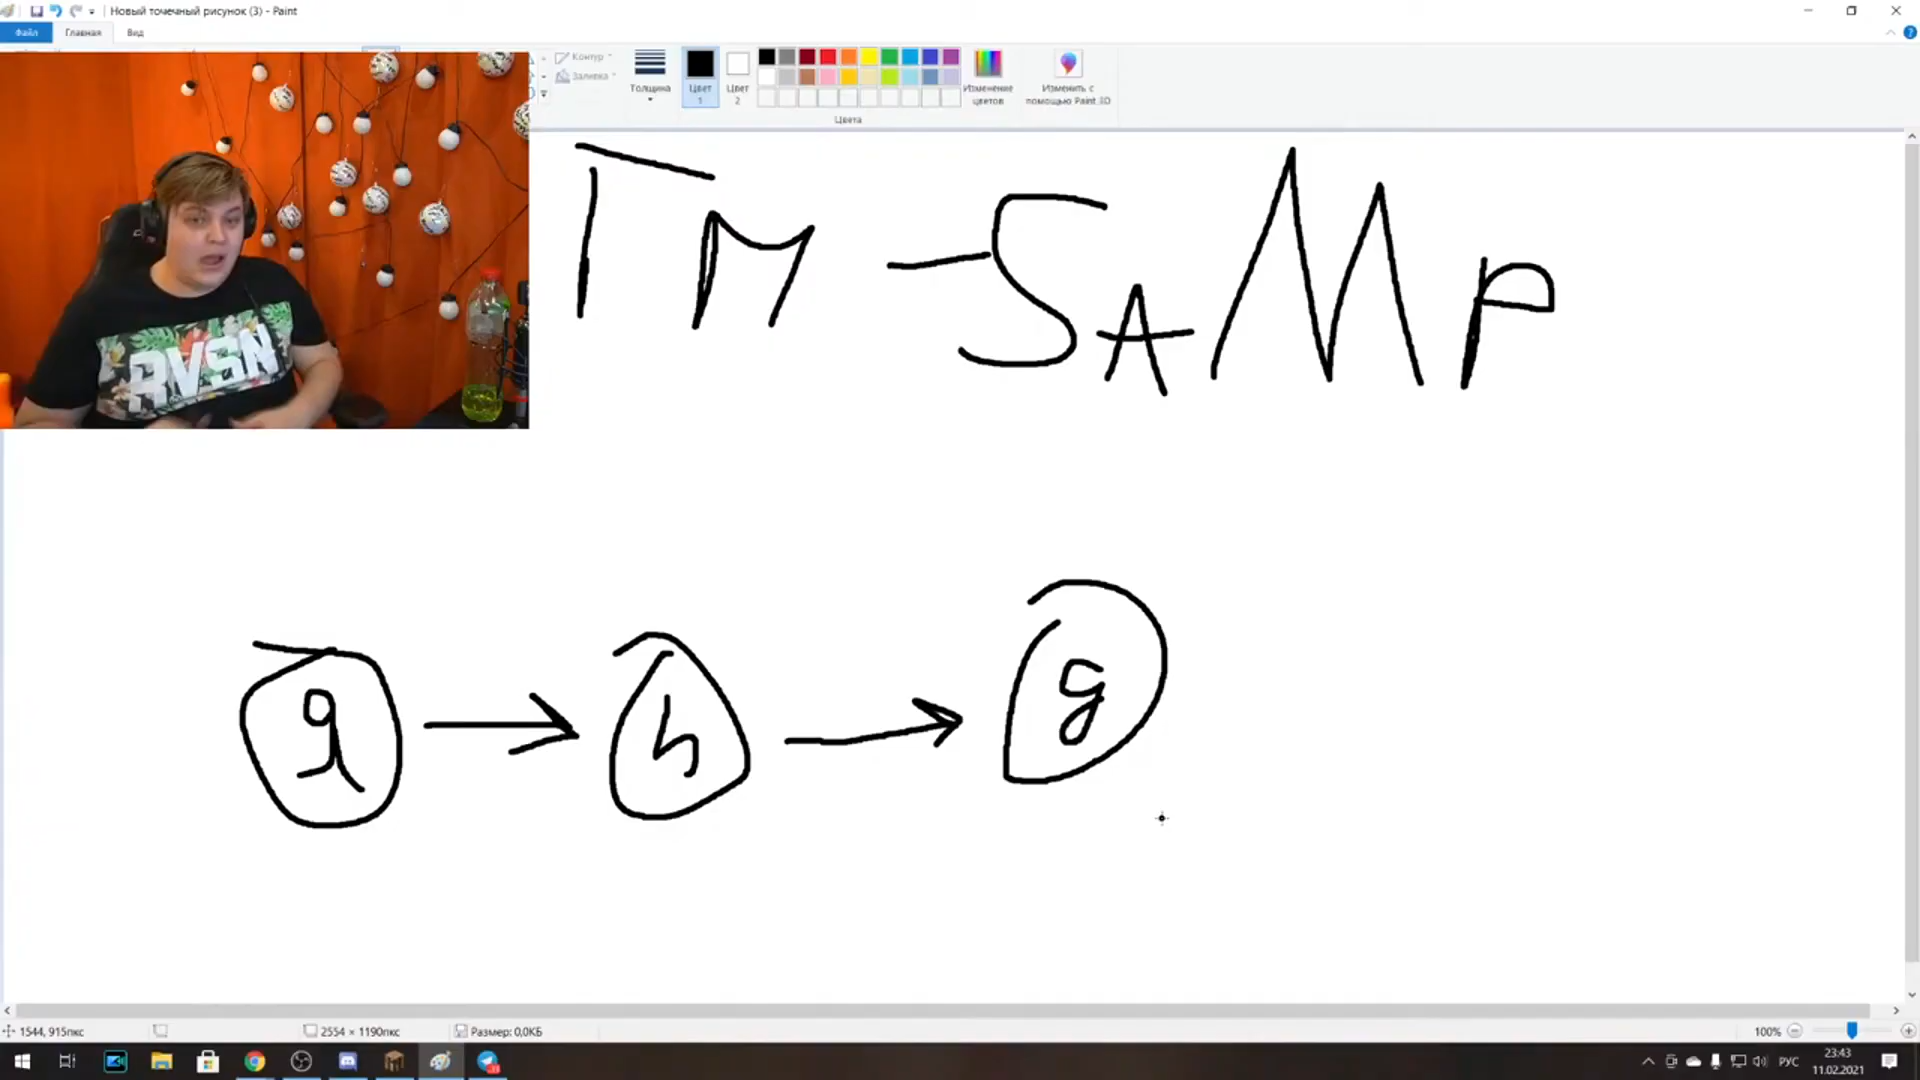 Новый точечный рисунок (3) - Paint
Файл Главная Вид
Контур
Заливка
Толщина
Цвет 1
Цвет 2
Изменение цветов
Изменить с помощью Paint 3D
Цвета
RVSN
ГM - SAMP
g → h → g
1544, 915пкс
2554 × 1190пкс
Размер: 0,0КБ
100%
РУС
23:43
11.02.2021